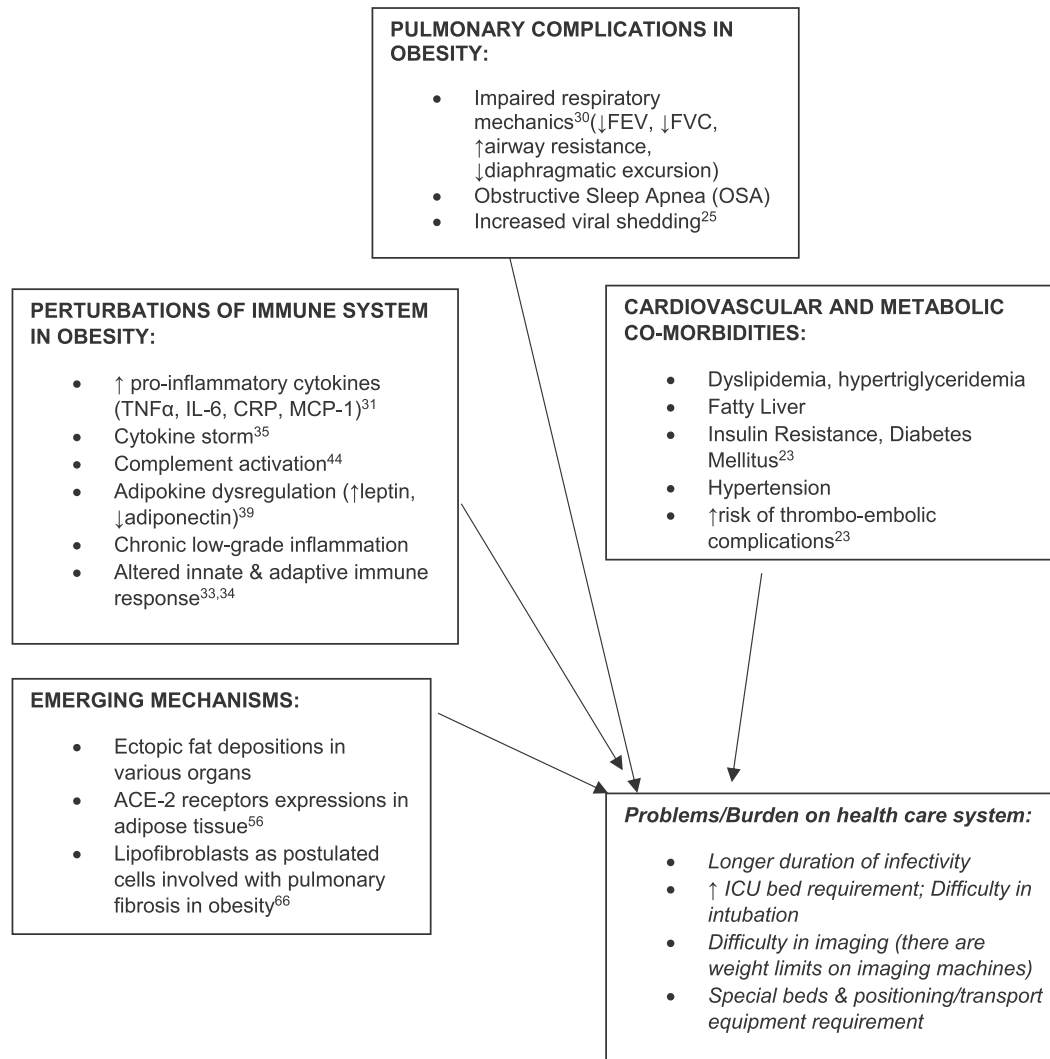 PULMONARY COMPLICATIONS IN
OBESITY:
• Impaired respiratory
mechanics³⁰(↓FEV, ↓FVC,
↑airway resistance,
↓diaphragmatic excursion)
• Obstructive Sleep Apnea (OSA)
• Increased viral shedding²⁵
PERTURBATIONS OF IMMUNE SYSTEM
IN OBESITY:
• ↑ pro-inflammatory cytokines
(TNFα, IL-6, CRP, MCP-1)³¹
• Cytokine storm³⁵
• Complement activation⁴⁴
• Adipokine dysregulation (↑leptin,
↓adiponectin)³⁹
• Chronic low-grade inflammation
• Altered innate & adaptive immune
response³³,³⁴
CARDIOVASCULAR AND METABOLIC
CO-MORBIDITIES:
• Dyslipidemia, hypertriglyceridemia
• Fatty Liver
• Insulin Resistance, Diabetes
Mellitus²³
• Hypertension
• ↑risk of thrombo-embolic
complications²³
EMERGING MECHANISMS:
• Ectopic fat depositions in
various organs
• ACE-2 receptors expressions in
adipose tissue⁵⁶
• Lipofibroblasts as postulated
cells involved with pulmonary
fibrosis in obesity⁶⁶
Problems/Burden on health care system:
• Longer duration of infectivity
• ↑ ICU bed requirement; Difficulty in
intubation
• Difficulty in imaging (there are
weight limits on imaging machines)
• Special beds & positioning/transport
equipment requirement